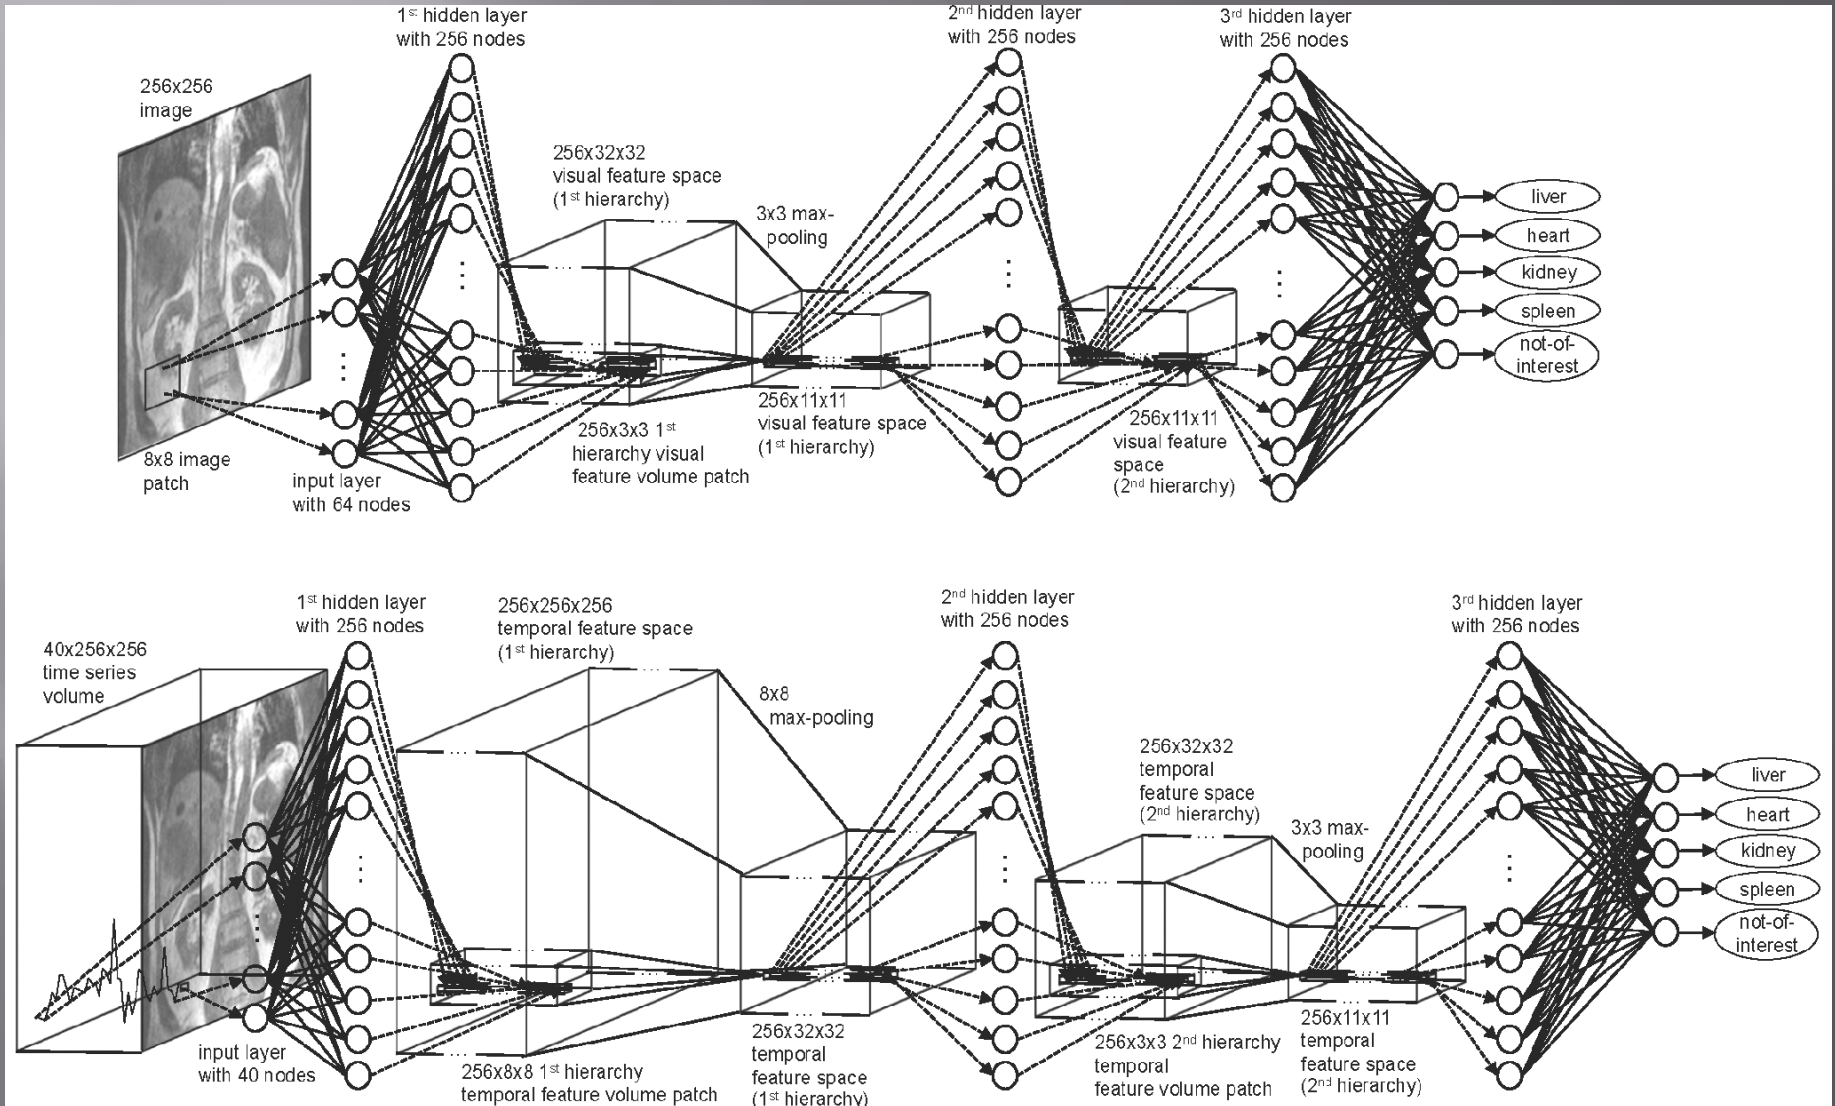 1st hidden layer
with 256 nodes
2nd hidden layer
with 256 nodes
3rd hidden layer
with 256 nodes
256x256
image
256x32x32
visual feature space
(1st hierarchy)
3x3 max-
pooling
liver
heart
kidney
spleen
not-of-
interest
8x8 image
patch
input layer
with 64 nodes
256x3x3 1st
hierarchy visual
feature volume patch
256x11x11
visual feature space
(1st hierarchy)
256x11x11
visual feature
space
(2nd hierarchy)
40x256x256
time series
volume
1st hidden layer
with 256 nodes
256x256x256
temporal feature space
(1st hierarchy)
8x8
max-pooling
2nd hidden layer
with 256 nodes
256x32x32
temporal
feature space
(2nd hierarchy)
3x3 max-
pooling
3rd hidden layer
with 256 nodes
liver
heart
kidney
spleen
not-of-
interest
input layer
with 40 nodes
256x8x8 1st hierarchy
temporal feature volume patch
256x32x32
temporal
feature space
(1st hierarchy)
256x3x3 2nd hierarchy
temporal
feature volume patch
256x11x11
temporal
feature space
(2nd hierarchy)